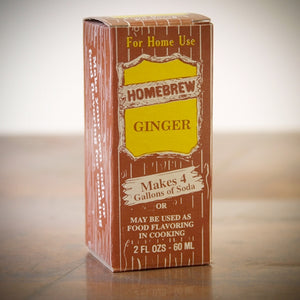 For Home Use
HOMEBREW
GINGER
Makes 4
Gallons of Soda
OR
MAY BE USED AS
FOOD FLAVORING
IN COOKING
2 FL OZS - 60 ML